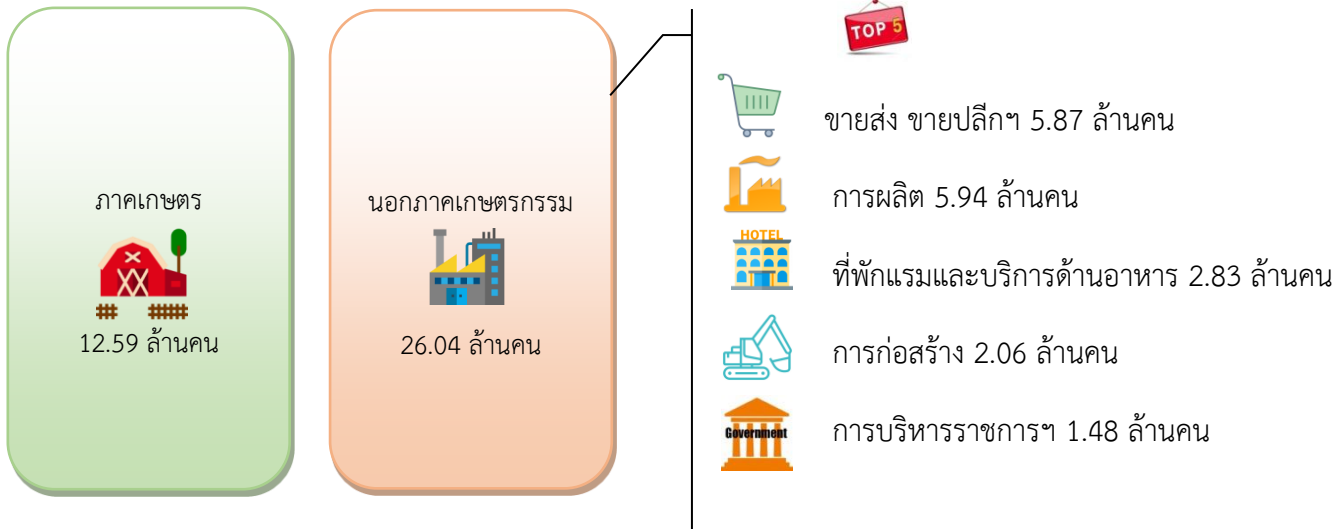 ภาคเกษตร
12.59 ล้านคน
นอกภาคเกษตรกรรม
26.04 ล้านคน
TOP 5
ขายส่ง ขายปลีกฯ 5.87 ล้านคน
การผลิต 5.94 ล้านคน
HOTEL
ที่พักแรมและบริการด้านอาหาร 2.83 ล้านคน
การก่อสร้าง 2.06 ล้านคน
Government
การบริหารราชการฯ 1.48 ล้านคน